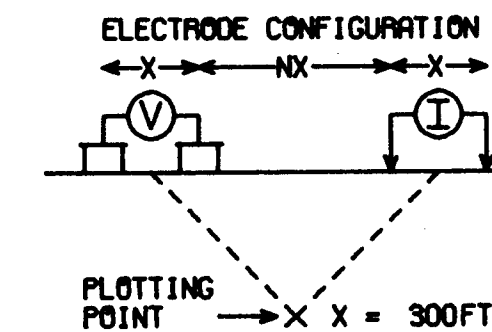 ELECTRODE CONFIGURATION
X NX X
V I
PLOTTING
POINT X X = 300FT